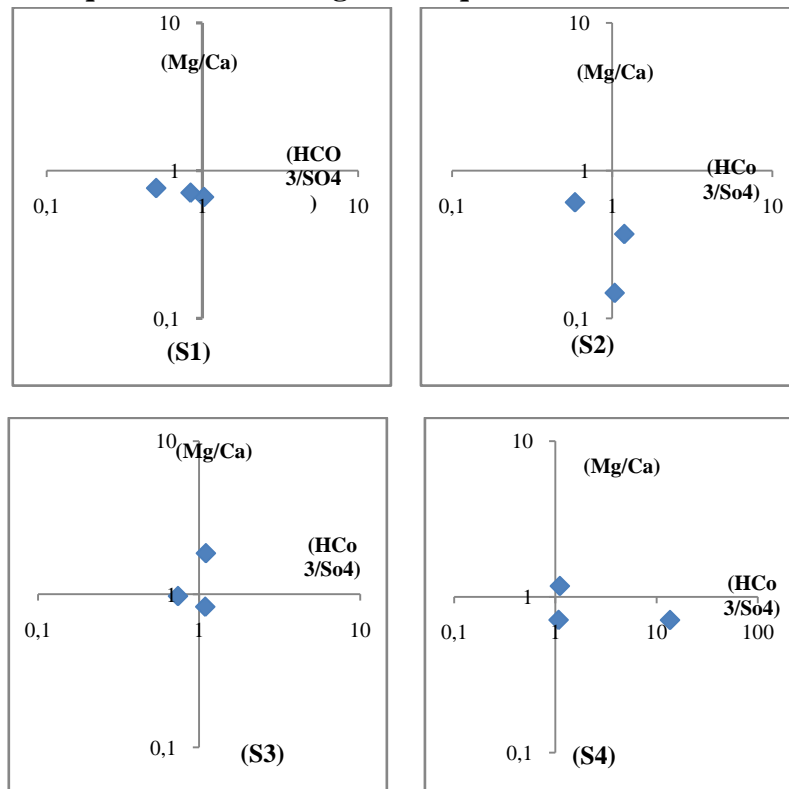 10
(Mg/Ca)
(HCO
3/SO4
)
1
0,1
1
10
0,1
(S1)
10
(Mg/Ca)
(HCo
3/So4)
1
0,1
1
10
0,1
(S2)
10
(Mg/Ca)
(HCo
3/So4)
1
0,1
1
10
0,1
(S3)
10
(Mg/Ca)
(HCo
3/So4)
1
0,1
1
10
100
0,1
(S4)